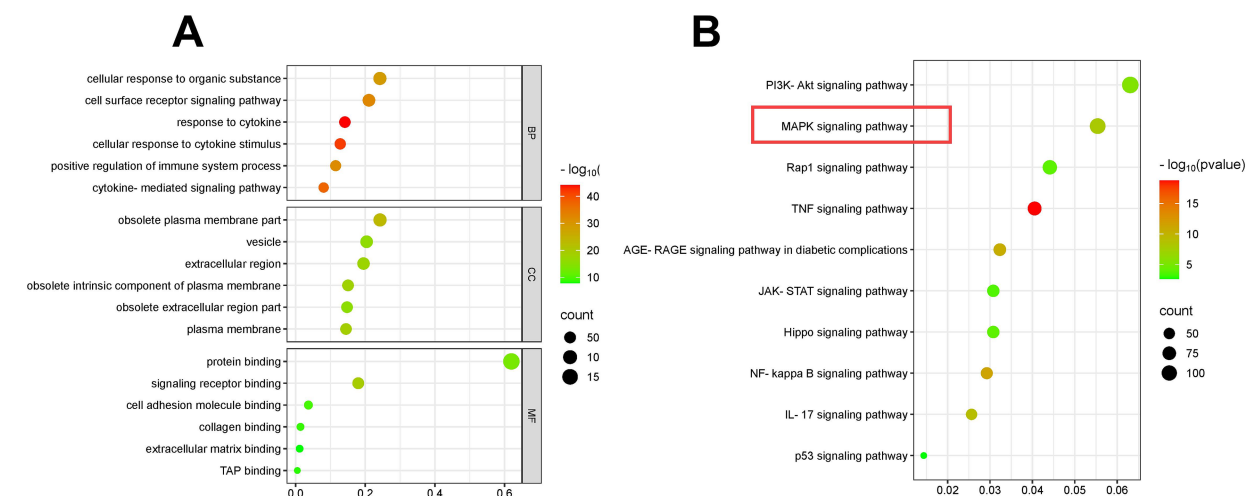 A
cellular response to organic substance
cell surface receptor signaling pathway
response to cytokine
cellular response to cytokine stimulus
positive regulation of immune system process
cytokine- mediated signaling pathway
BP
obsolete plasma membrane part
vesicle
extracellular region
obsolete intrinsic component of plasma membrane
obsolete extracellular region part
plasma membrane
CC
protein binding
signaling receptor binding
cell adhesion molecule binding
collagen binding
extracellular matrix binding
TAP binding
MF
0.0 0.2 0.4 0.6
- log10(
40
30
20
10
count
50
10
15
B
PI3K- Akt signaling pathway
MAPK signaling pathway
Rap1 signaling pathway
TNF signaling pathway
AGE- RAGE signaling pathway in diabetic complications
JAK- STAT signaling pathway
Hippo signaling pathway
NF- kappa B signaling pathway
IL- 17 signaling pathway
p53 signaling pathway
0.02 0.03 0.04 0.05 0.06
- log10(pvalue)
15
10
5
count
50
75
100